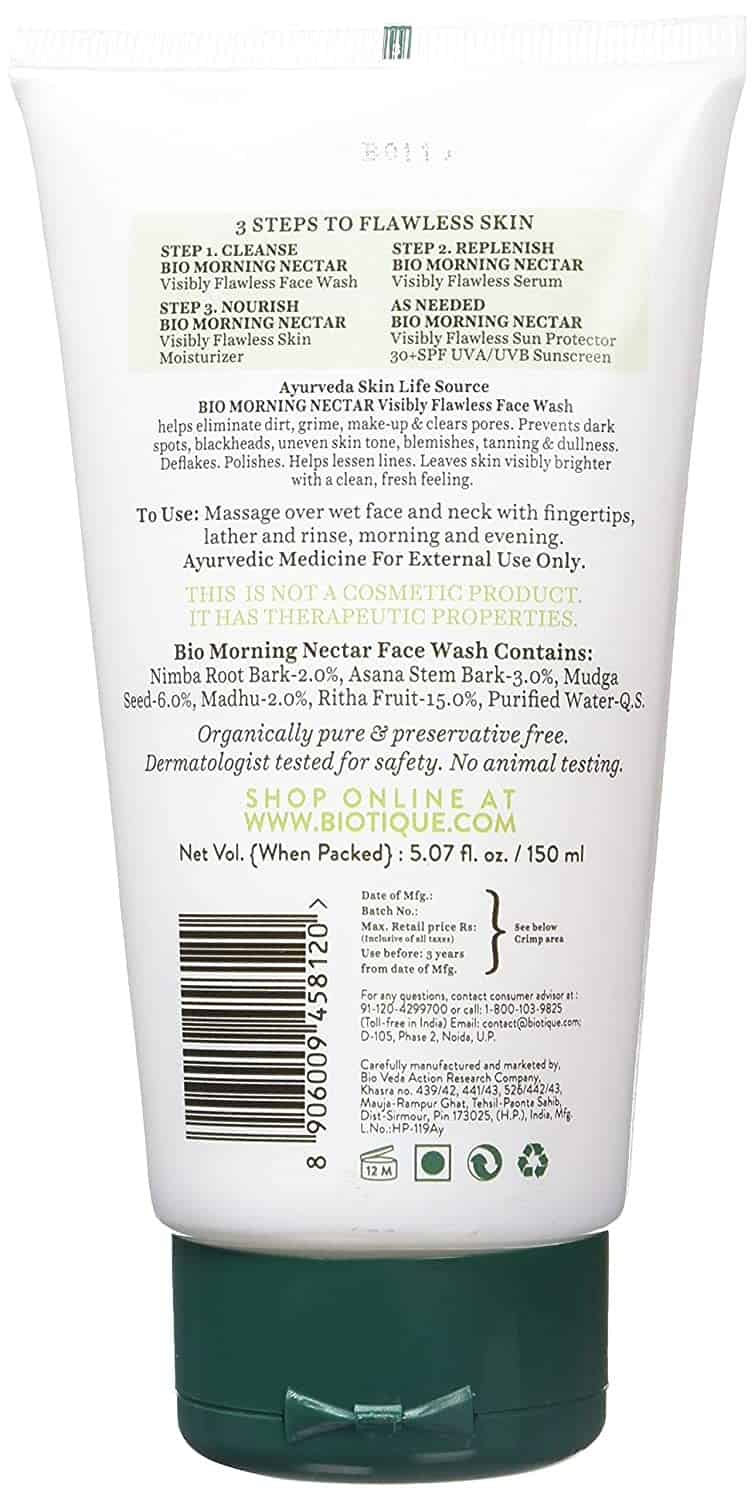 3 STEPS TO FLAWLESS SKIN
STEP 1. CLEANSE
BIO MORNING NECTAR
Visibly Flawless Face Wash
STEP 2. REPLENISH
BIO MORNING NECTAR
Visibly Flawless Serum
STEP 3. NOURISH
BIO MORNING NECTAR
Visibly Flawless Skin
Moisturizer
AS NEEDED
BIO MORNING NECTAR
Visibly Flawless Sun Protector
30+SPF UVA/UVB Sunscreen
Ayurveda Skin Life Source
BIO MORNING NECTAR Visibly Flawless Face Wash
helps eliminate dirt, grime, make-up & clears pores. Prevents dark
spots, blackheads, uneven skin tone, blemishes, tanning & dullness.
Deflakes. Polishes. Helps lessen lines. Leaves skin visibly brighter
with a clean, fresh feeling.
To Use: Massage over wet face and neck with fingertips,
lather and rinse, morning and evening.
Ayurvedic Medicine For External Use Only.
THIS IS NOT A COSMETIC PRODUCT.
IT HAS THERAPEUTIC PROPERTIES.
Bio Morning Nectar Face Wash Contains:
Nimba Root Bark-2.0%, Asana Stem Bark-3.0%, Mudga
Seed-6.0%, Madhu-2.0%, Ritha Fruit-15.0%, Purified Water-Q.S.
Organically pure & preservative free.
Dermatologist tested for safety. No animal testing.
SHOP ONLINE AT
WWW.BIOTIQUE.COM
Net Vol. {When Packed} : 5.07 fl. oz. / 150 ml
8 906009 458120 >
Date of Mfg.:
Batch No.:
Max. Retail price Rs:
(Inclusive of all taxes)
Use before: 3 years
from date of Mfg.
See below
Crimp area
For any questions, contact consumer advisor at :
91-120-4299700 or call: 1-800-103-9825
(Toll-free in India) Email: contact@biotique.com;
D-105, Phase 2, Noida, U.P.
Carefully manufactured and marketed by,
Bio Veda Action Research Company,
Khasra no. 439/42, 441/43, 526/442/43,
Mauja-Rampur Ghat, Tehsil-Paonta Sahib,
Dist-Sirmour, Pin 173025, (H.P.), India, Mfg.
L.No.:HP-119Ay
12 M